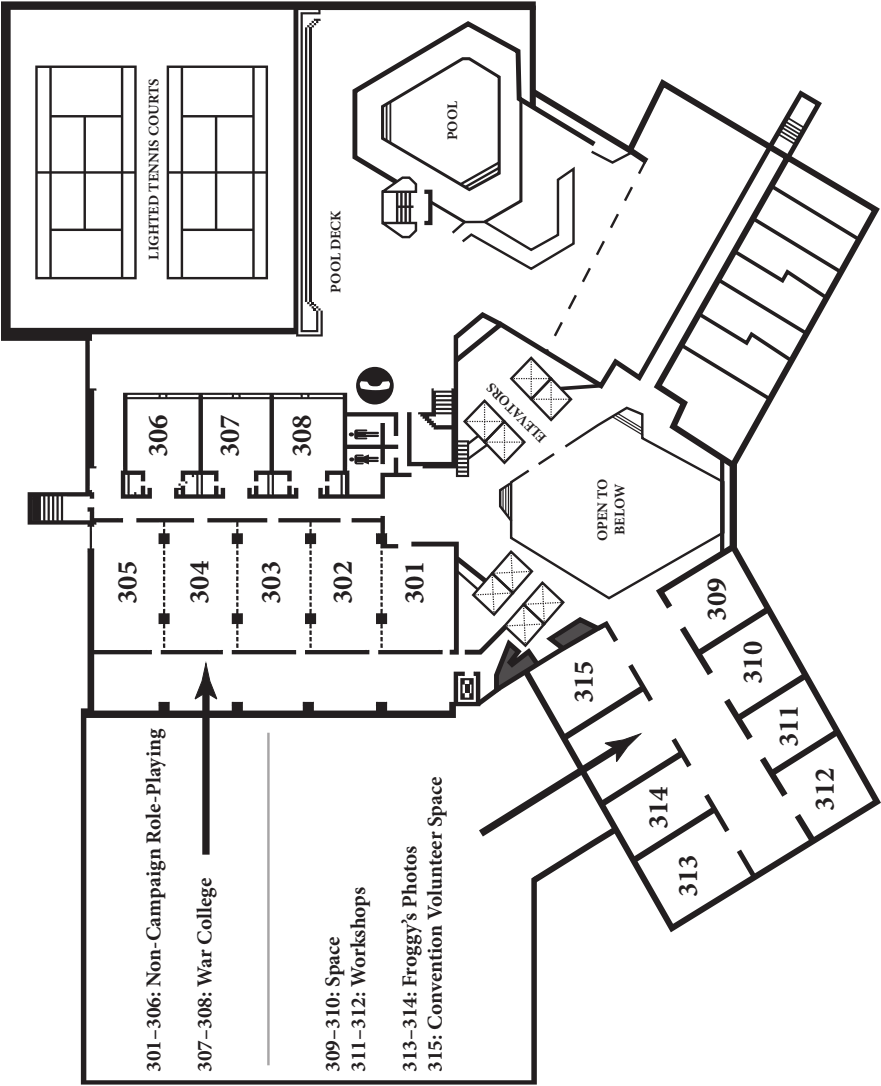 LIGHTED TENNIS COURTS
POOL DECK
POOL
306
307
308
ELEVATORS
305
304
303
302
301
OPEN TO
BELOW
309
310
311
312
315
314
313
301–306: Non-Campaign Role-Playing
307–308: War College
309–310: Space
311–312: Workshops
313–314: Froggy’s Photos
315: Convention Volunteer Space